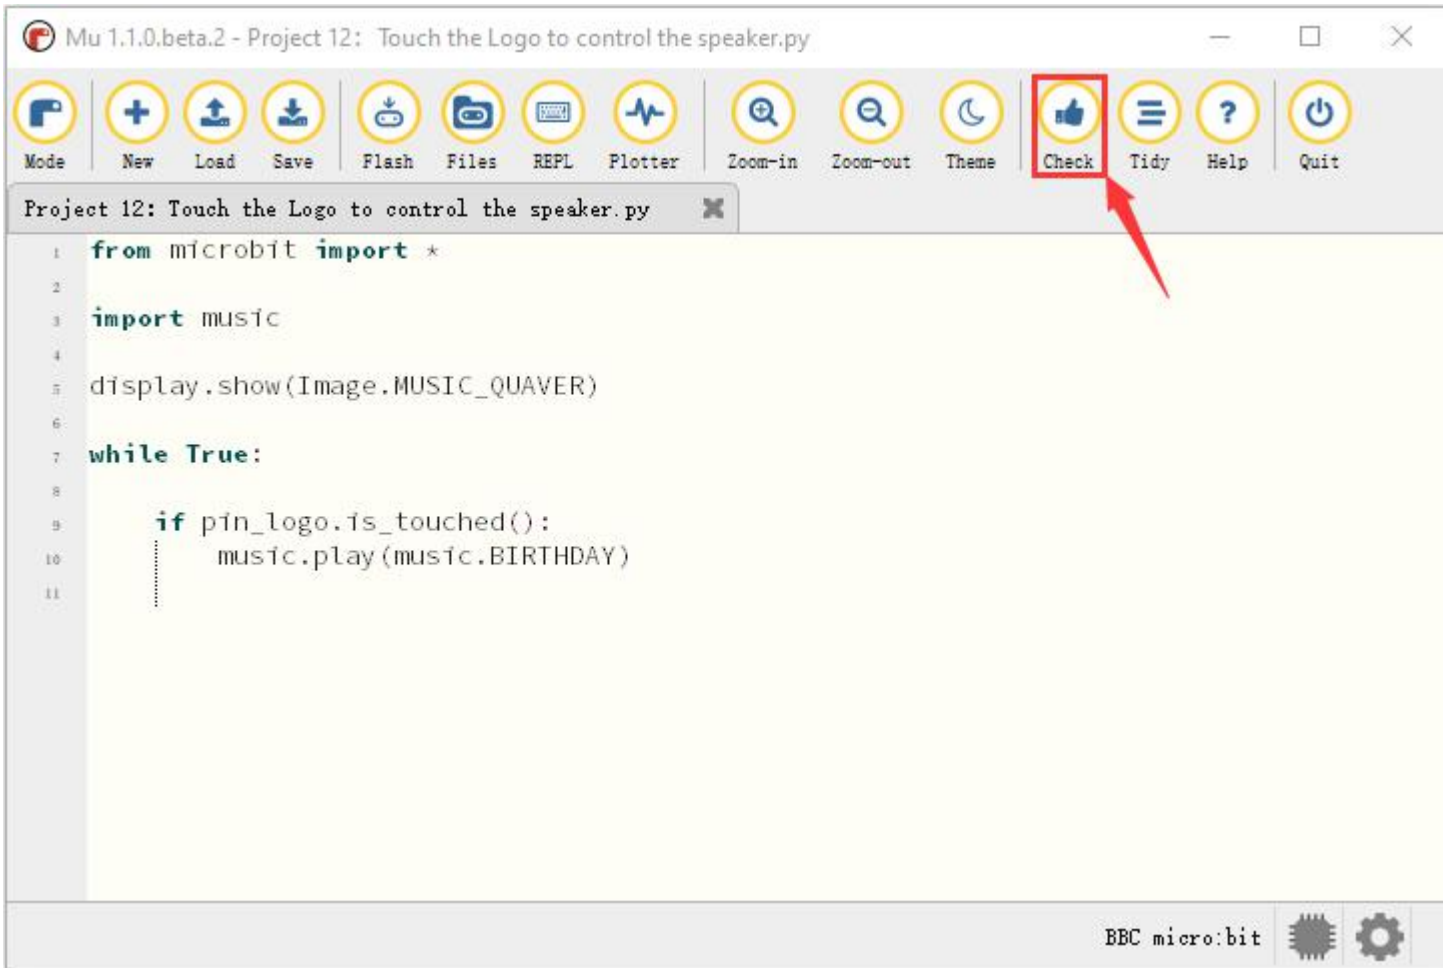 Mu 1.1.0.beta.2 - Project 12： Touch the Logo to control the speaker.py
Mode New Load Save Flash Files REPL Plotter Zoom-in Zoom-out Theme Check Tidy Help Quit
Project 12: Touch the Logo to control the speaker.py
1 from microbit import *
2
3 import music
4
5 display.show(Image.MUSIC_QUAVER)
6
7 while True:
8
9 if pin_logo.is_touched():
10 music.play(music.BIRTHDAY)
11
BBC micro:bit